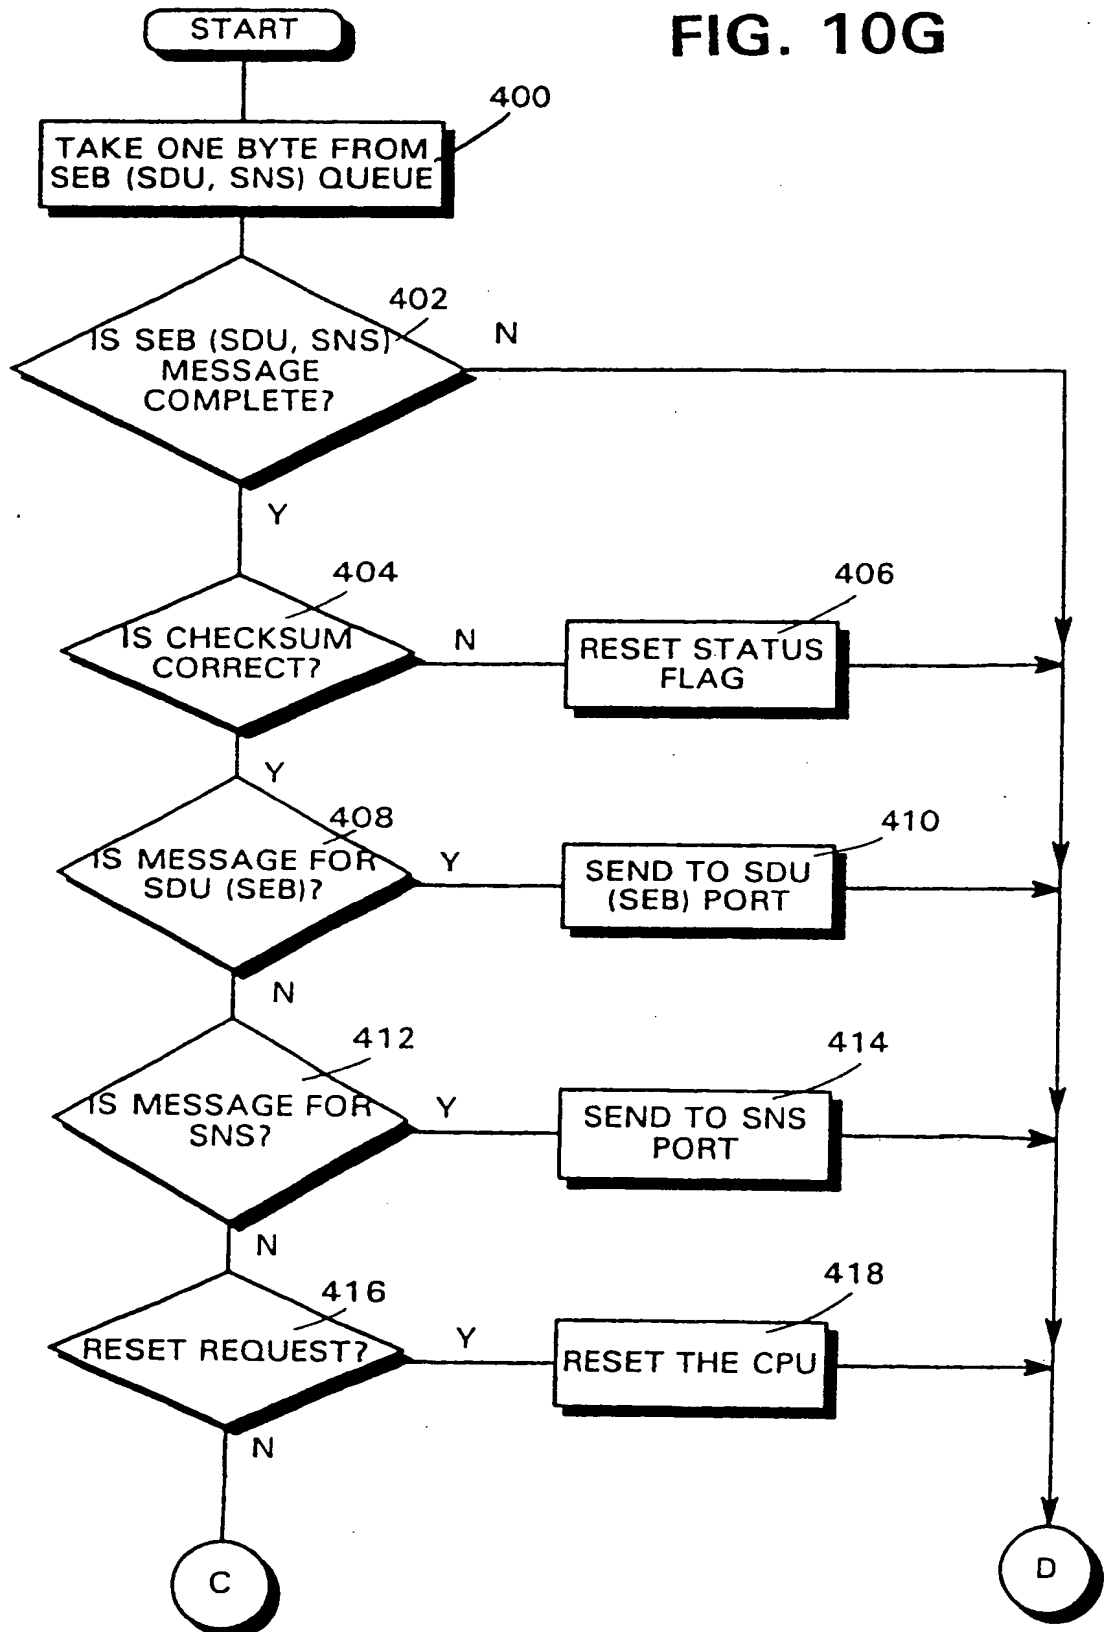 START
FIG. 10G
400
TAKE ONE BYTE FROM
SEB (SDU, SNS) QUEUE
402
IS SEB (SDU, SNS)
MESSAGE
COMPLETE?
N
Y
404
IS CHECKSUM
CORRECT?
N
406
RESET STATUS
FLAG
Y
408
IS MESSAGE FOR
SDU (SEB)?
Y
410
SEND TO SDU
(SEB) PORT
N
412
IS MESSAGE FOR
SNS?
Y
414
SEND TO SNS
PORT
N
416
RESET REQUEST?
Y
418
RESET THE CPU
N
C
D